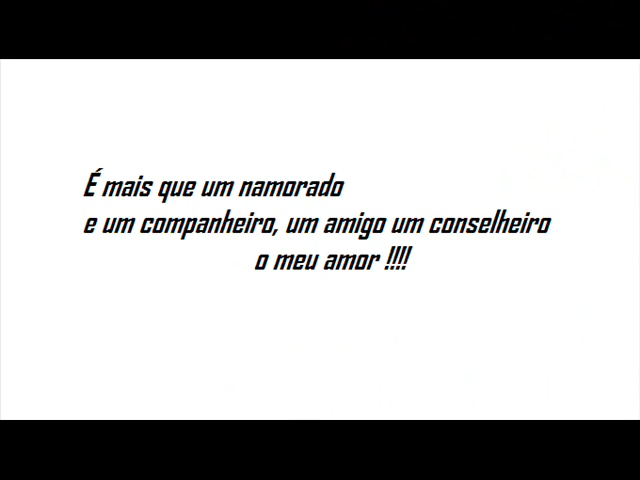 É mais que um namorado
e um companheiro, um amigo um conselheiro
o meu amor !!!!